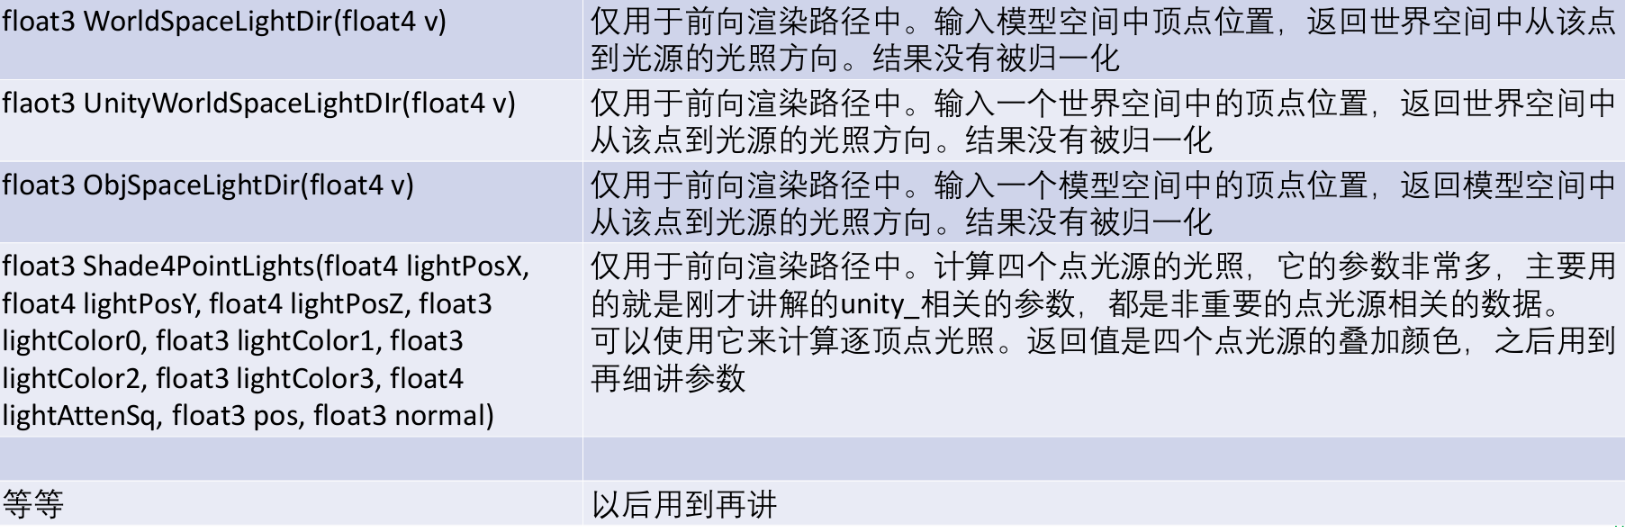 float3 WorldSpaceLightDir(float4 v)
仅用于前向渲染路径中。输入模型空间中顶点位置，返回世界空间中从该点
到光源的光照方向。结果没有被归一化
flaot3 UnityWorldSpaceLightDIr(float4 v)
仅用于前向渲染路径中。输入一个世界空间中的顶点位置，返回世界空间中
从该点到光源的光照方向。结果没有被归一化
float3 ObjSpaceLightDir(float4 v)
仅用于前向渲染路径中。输入一个模型空间中的顶点位置，返回模型空间中
从该点到光源的光照方向。结果没有被归一化
float3 Shade4PointLights(float4 lightPosX,
float4 lightPosY, float4 lightPosZ, float3
lightColor0, float3 lightColor1, float3
lightColor2, float3 lightColor3, float4
lightAttenSq, float3 pos, float3 normal)
仅用于前向渲染路径中。计算四个点光源的光照，它的参数非常多，主要用
的就是刚才讲解的unity_相关的参数，都是非重要的点光源相关的数据。
可以使用它来计算逐顶点光照。返回值是四个点光源的叠加颜色，之后用到
再细讲参数
等等
以后用到再讲